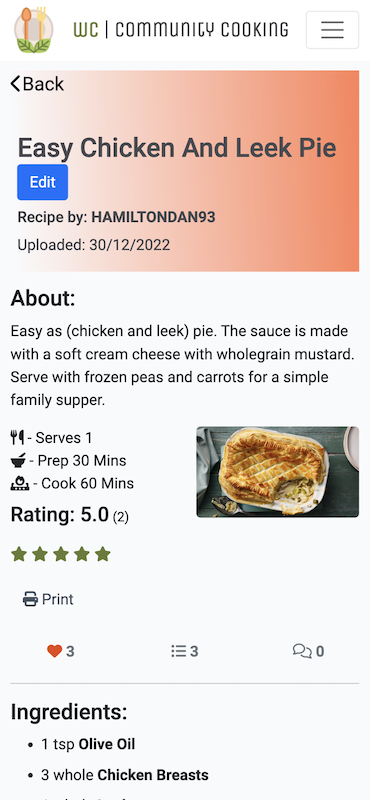 WC | COMMUNITY COOKING
Back
Easy Chicken And Leek Pie
Edit
Recipe by: HAMILTONDAN93
Uploaded: 30/12/2022
About:
Easy as (chicken and leek) pie. The sauce is made
with a soft cream cheese with wholegrain mustard.
Serve with frozen peas and carrots for a simple
family supper.
- Serves 1
- Prep 30 Mins
- Cook 60 Mins
Rating: 5.0 (2)
Print
3
3
0
Ingredients:
• 1 tsp Olive Oil
• 3 whole Chicken Breasts